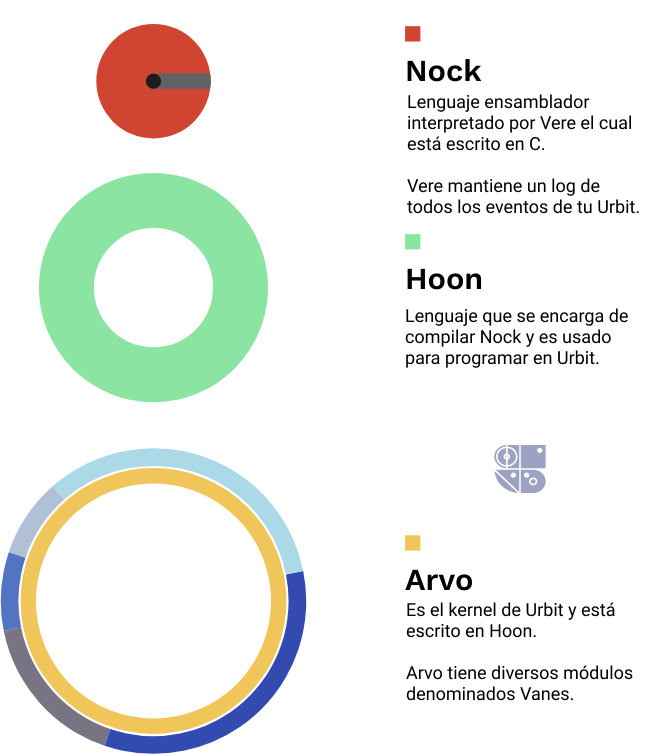 Nock
Lenguaje ensamblador
interpretado por Vere el cual
está escrito en C.
Vere mantiene un log de
todos los eventos de tu Urbit.
Hoon
Lenguaje que se encarga de
compilar Nock y es usado
para programar en Urbit.
Arvo
Es el kernel de Urbit y está
escrito en Hoon.
Arvo tiene diversos módulos
denominados Vanes.